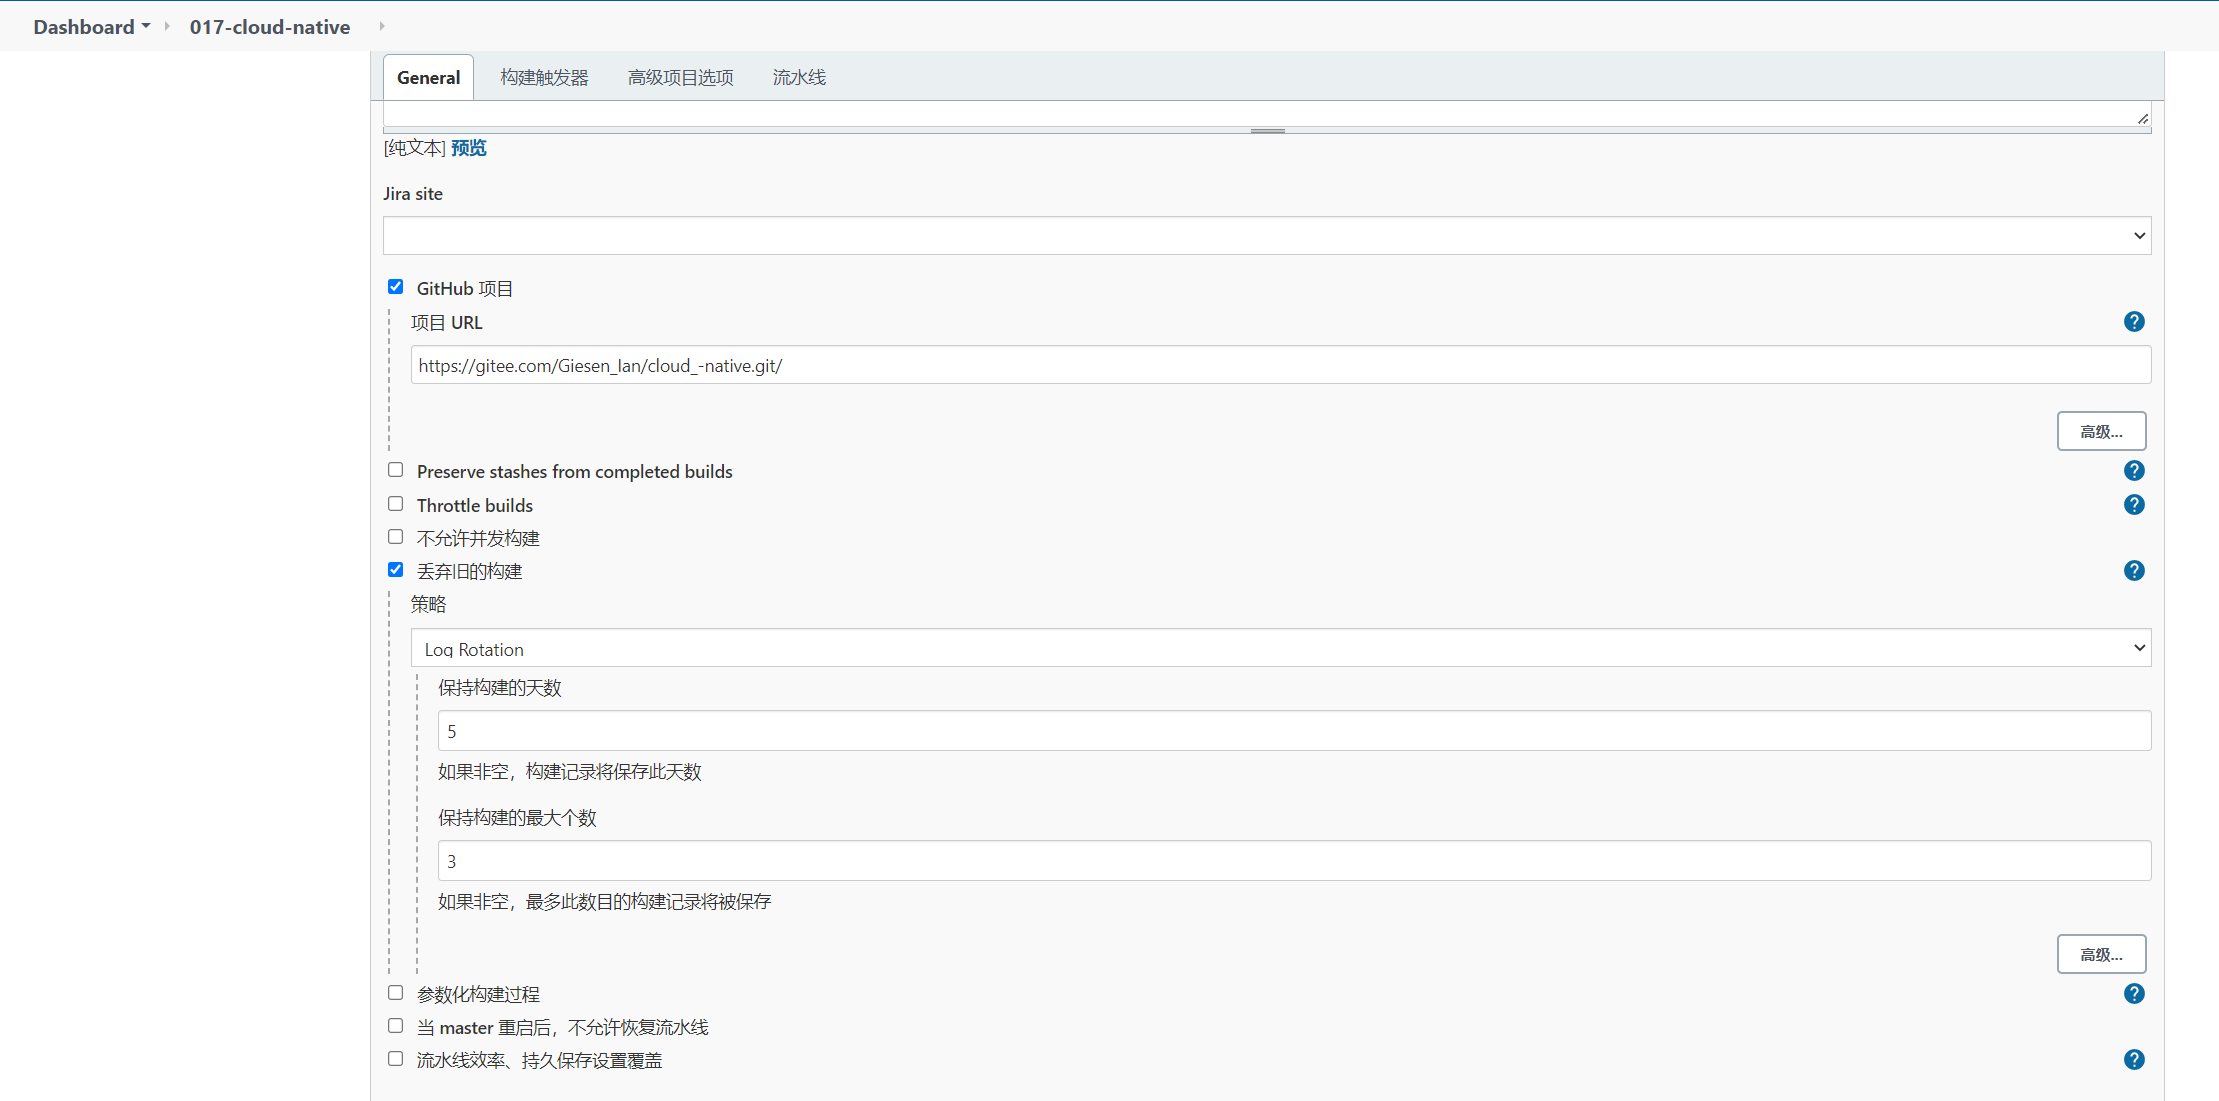 Dashboard 017-cloud-native
General 构建触发器 高级项目选项 流水线
[纯文本] 预览
Jira site
GitHub 项目
项目 URL
https://gitee.com/Giesen_lan/cloud_-native.git/
高级...
Preserve stashes from completed builds
Throttle builds
不允许并发构建
丢弃旧的构建
策略
Log Rotation
保持构建的天数
5
如果非空，构建记录将保存此天数
保持构建的最大个数
3
如果非空，最多此数目的构建记录将被保存
高级...
参数化构建过程
当 master 重启后，不允许恢复流水线
流水线效率、持久保存设置覆盖